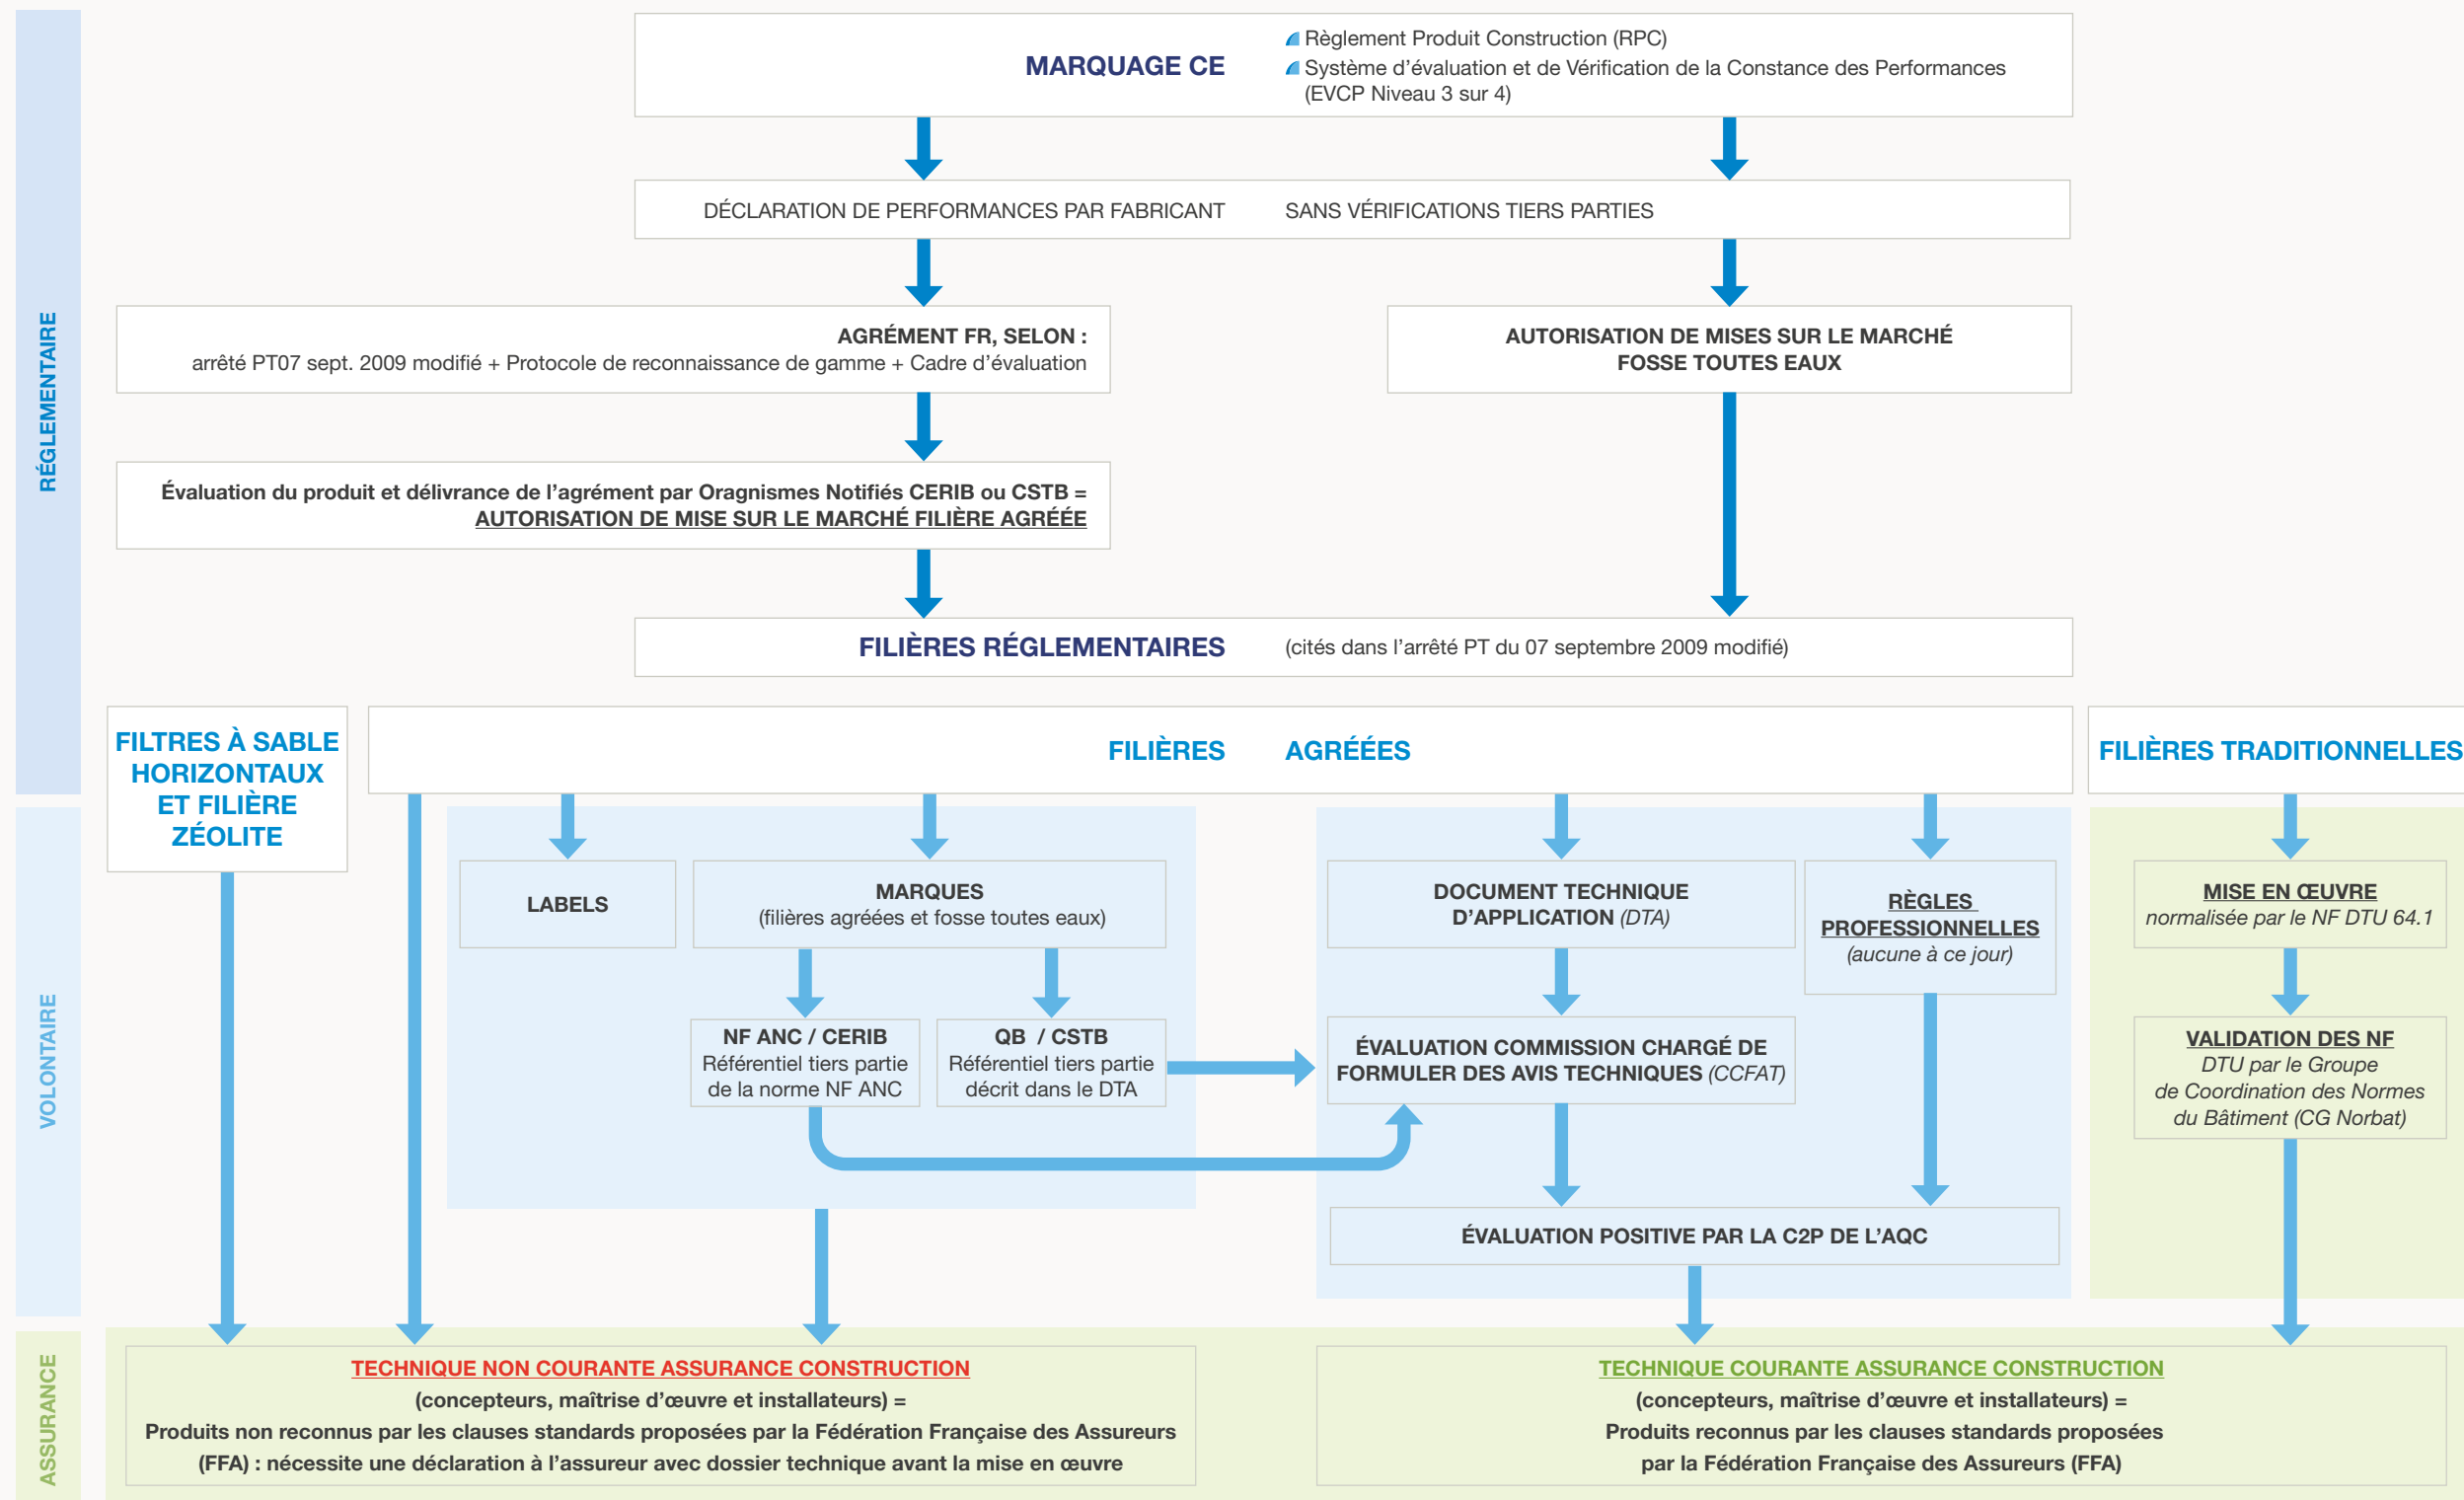 RÉGLEMENTAIRE
MARQUAGE CE
Règlement Produit Construction (RPC)
Système d'évaluation et de Vérification de la Constance des Performances
(EVCP Niveau 3 sur 4)
DÉCLARATION DE PERFORMANCES PAR FABRICANT SANS VÉRIFICATIONS TIERS PARTIES
AGRÉMENT FR, SELON :
arrêté PT07 sept. 2009 modifié + Protocole de reconnaissance de gamme + Cadre d'évaluation
AUTORISATION DE MISES SUR LE MARCHÉ
FOSSE TOUTES EAUX
Évaluation du produit et délivrance de l'agrément par Oragnismes Notifiés CERIB ou CSTB =
AUTORISATION DE MISE SUR LE MARCHÉ FILIÈRE AGRÉÉE
FILIÈRES RÉGLEMENTAIRES (cités dans l'arrêté PT du 07 septembre 2009 modifié)
FILTRES À SABLE
HORIZONTAUX
ET FILIÈRE
ZÉOLITE
FILIÈRES AGRÉÉES
FILIÈRES TRADITIONNELLES
VOLONTAIRE
LABELS
MARQUES
(filières agréées et fosse toutes eaux)
DOCUMENT TECHNIQUE
D'APPLICATION (DTA)
RÈGLES
PROFESSIONNELLES
(aucune à ce jour)
MISE EN ŒUVRE
normalisée par le NF DTU 64.1
NF ANC / CERIB
Référentiel tiers partie
de la norme NF ANC
QB / CSTB
Référentiel tiers partie
décrit dans le DTA
ÉVALUATION COMMISSION CHARGÉ DE
FORMULER DES AVIS TECHNIQUES (CCFAT)
VALIDATION DES NF
DTU par le Groupe
de Coordination des Normes
du Bâtiment (CG Norbat)
ÉVALUATION POSITIVE PAR LA C2P DE L'AQC
ASSURANCE
TECHNIQUE NON COURANTE ASSURANCE CONSTRUCTION
(concepteurs, maîtrise d'œuvre et installateurs) =
Produits non reconnus par les clauses standards proposées par la Fédération Française des Assureurs
(FFA) : nécessite une déclaration à l'assureur avec dossier technique avant la mise en œuvre
TECHNIQUE COURANTE ASSURANCE CONSTRUCTION
(concepteurs, maîtrise d'œuvre et installateurs) =
Produits reconnus par les clauses standards proposées
par la Fédération Française des Assureurs (FFA)